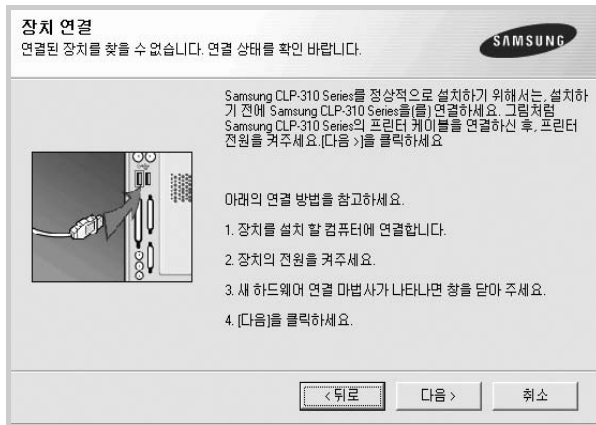 장치 연결
연결된 장치를 찾을 수 없습니다. 연결 상태를 확인 바랍니다.
SAMSUNG
Samsung CLP-310 Series를 정상적으로 설치하기 위해서는, 설치하
기 전에 Samsung CLP-310 Series을(를) 연결하세요. 그림처럼
Samsung CLP-310 Series의 프린터 케이블을 연결하신 후, 프린터
전원을 켜주세요.[다음 >]을 클릭하세요
아래의 연결 방법을 참고하세요.
1. 장치를 설치 할 컴퓨터에 연결합니다.
2. 장치의 전원을 켜주세요.
3. 새 하드웨어 연결 마법사가 나타나면 창을 닫아 주세요.
4. [다음]을 클릭하세요.
< 뒤로
다음 >
취소